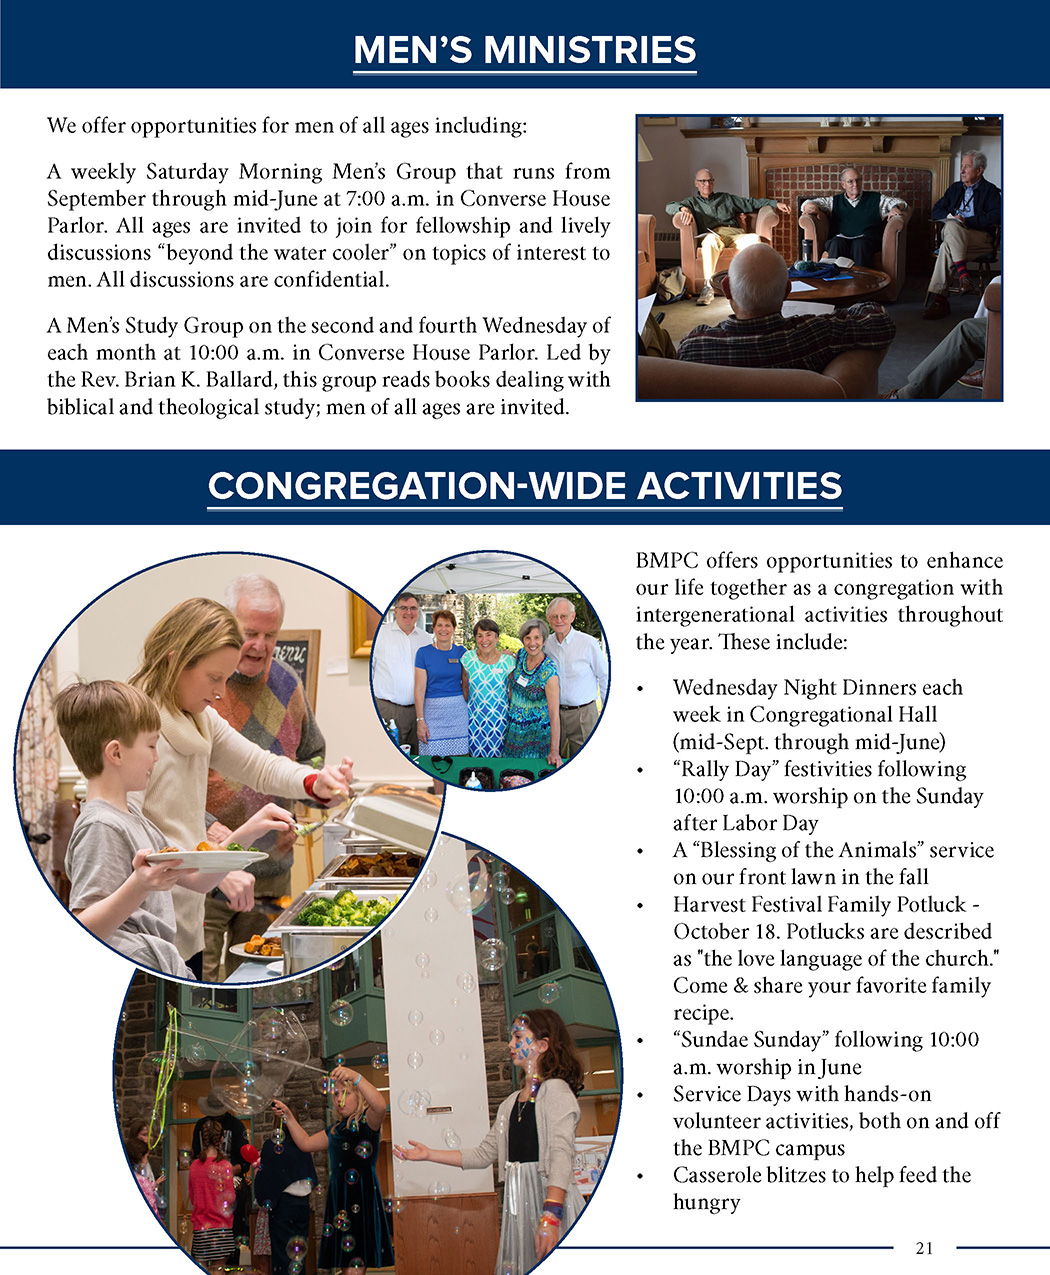 MEN’S MINISTRIES
We offer opportunities for men of all ages including:
A weekly Saturday Morning Men’s Group that runs from
September through mid-June at 7:00 a.m. in Converse House
Parlor. All ages are invited to join for fellowship and lively
discussions “beyond the water cooler” on topics of interest to
men. All discussions are confidential.
A Men’s Study Group on the second and fourth Wednesday of
each month at 10:00 a.m. in Converse House Parlor. Led by
the Rev. Brian K. Ballard, this group reads books dealing with
biblical and theological study; men of all ages are invited.
CONGREGATION-WIDE ACTIVITIES
MENU
BMPC offers opportunities to enhance
our life together as a congregation with
intergenerational activities throughout
the year. These include:
• Wednesday Night Dinners each
week in Congregational Hall
(mid-Sept. through mid-June)
• “Rally Day” festivities following
10:00 a.m. worship on the Sunday
after Labor Day
• A “Blessing of the Animals” service
on our front lawn in the fall
• Harvest Festival Family Potluck -
October 18. Potlucks are described
as "the love language of the church."
Come & share your favorite family
recipe.
• “Sundae Sunday” following 10:00
a.m. worship in June
• Service Days with hands-on
volunteer activities, both on and off
the BMPC campus
• Casserole blitzes to help feed the
hungry
21